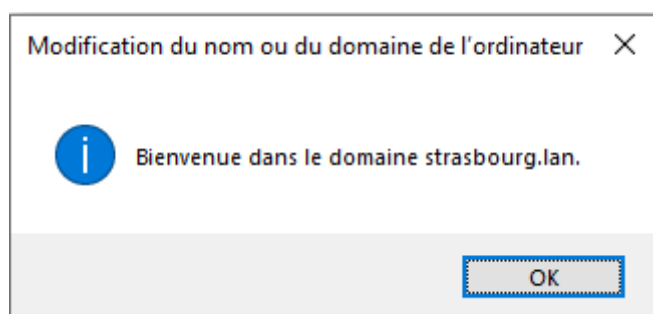 Modification du nom ou du domaine de l'ordinateur
Bienvenue dans le domaine strasbourg.lan.
OK